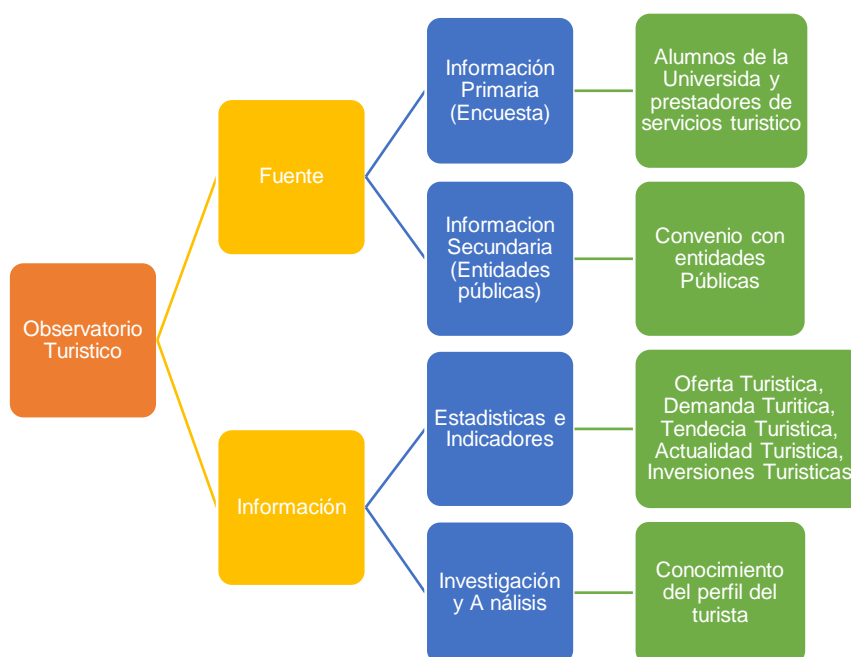 Observatorio
Turistico
Fuente
Información
Primaria
(Encuesta)
Alumnos de la
Universida y
prestadores de
servicios turistico
Informacion
Secundaria
(Entidades
públicas)
Convenio con
entidades
Públicas
Información
Estadisticas e
Indicadores
Oferta Turistica,
Demanda Turitica,
Tendecia Turistica,
Actualidad Turistica,
Inversiones Turisticas
Investigación
y A nálisis
Conocimiento
del perfil del
turista